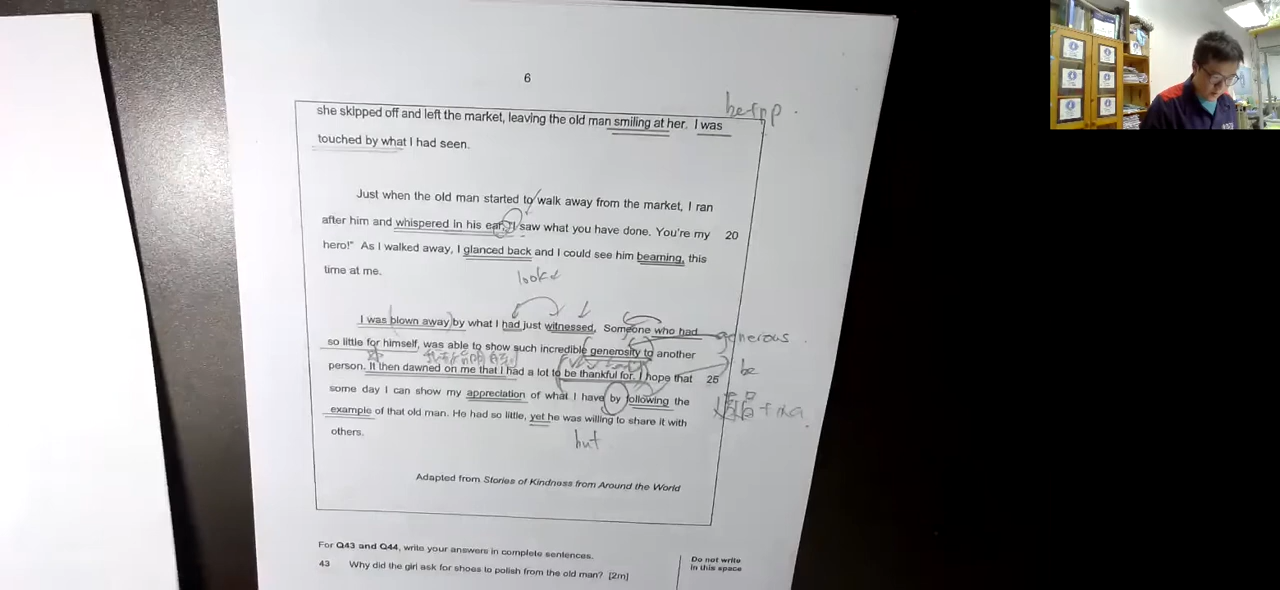 6
be+pp
she skipped off and left the market, leaving the old man smiling at her. I was
touched by what I had seen.
Just when the old man started to walk away from the market, I ran
after him and whispered in his ear, "I saw what you have done. You're my 20
hero!" As I walked away, I glanced back and I could see him beaming, this
time at me.
looked
I was blown away by what I had just witnessed. Someone who had
generous
so little for himself, was able to show such incredible generosity to another
person. It then dawned on me that I had a lot to be thankful for. I hope that 25
be
some day I can show my appreciation of what I have by following the
example of that old man. He had so little, yet he was willing to share it with
but
others.
Adapted from Stories of Kindness from Around the World
For Q43 and Q44, write your answers in complete sentences.
Do not write
in this space
43 Why did the girl ask for shoes to polish from the old man? [2m]